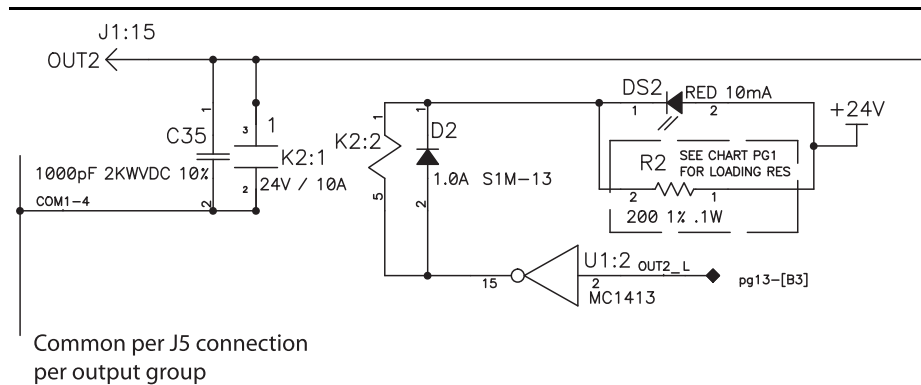 J1:15
OUT2
DS2
RED 10mA
1
2
+24V
1
1
1
C35
3
1
K2:1
K2:2
D2
R2
SEE CHART PG1
FOR LOADING RES
1000pF 2KWVDC 10%
24V / 10A
1.0A S1M-13
2
1
COM1-4
2
2
5
2
200 1% .1W
U1:2
OUT2_L
15
2
pg13-[B3]
MC1413
Common per J5 connection
per output group